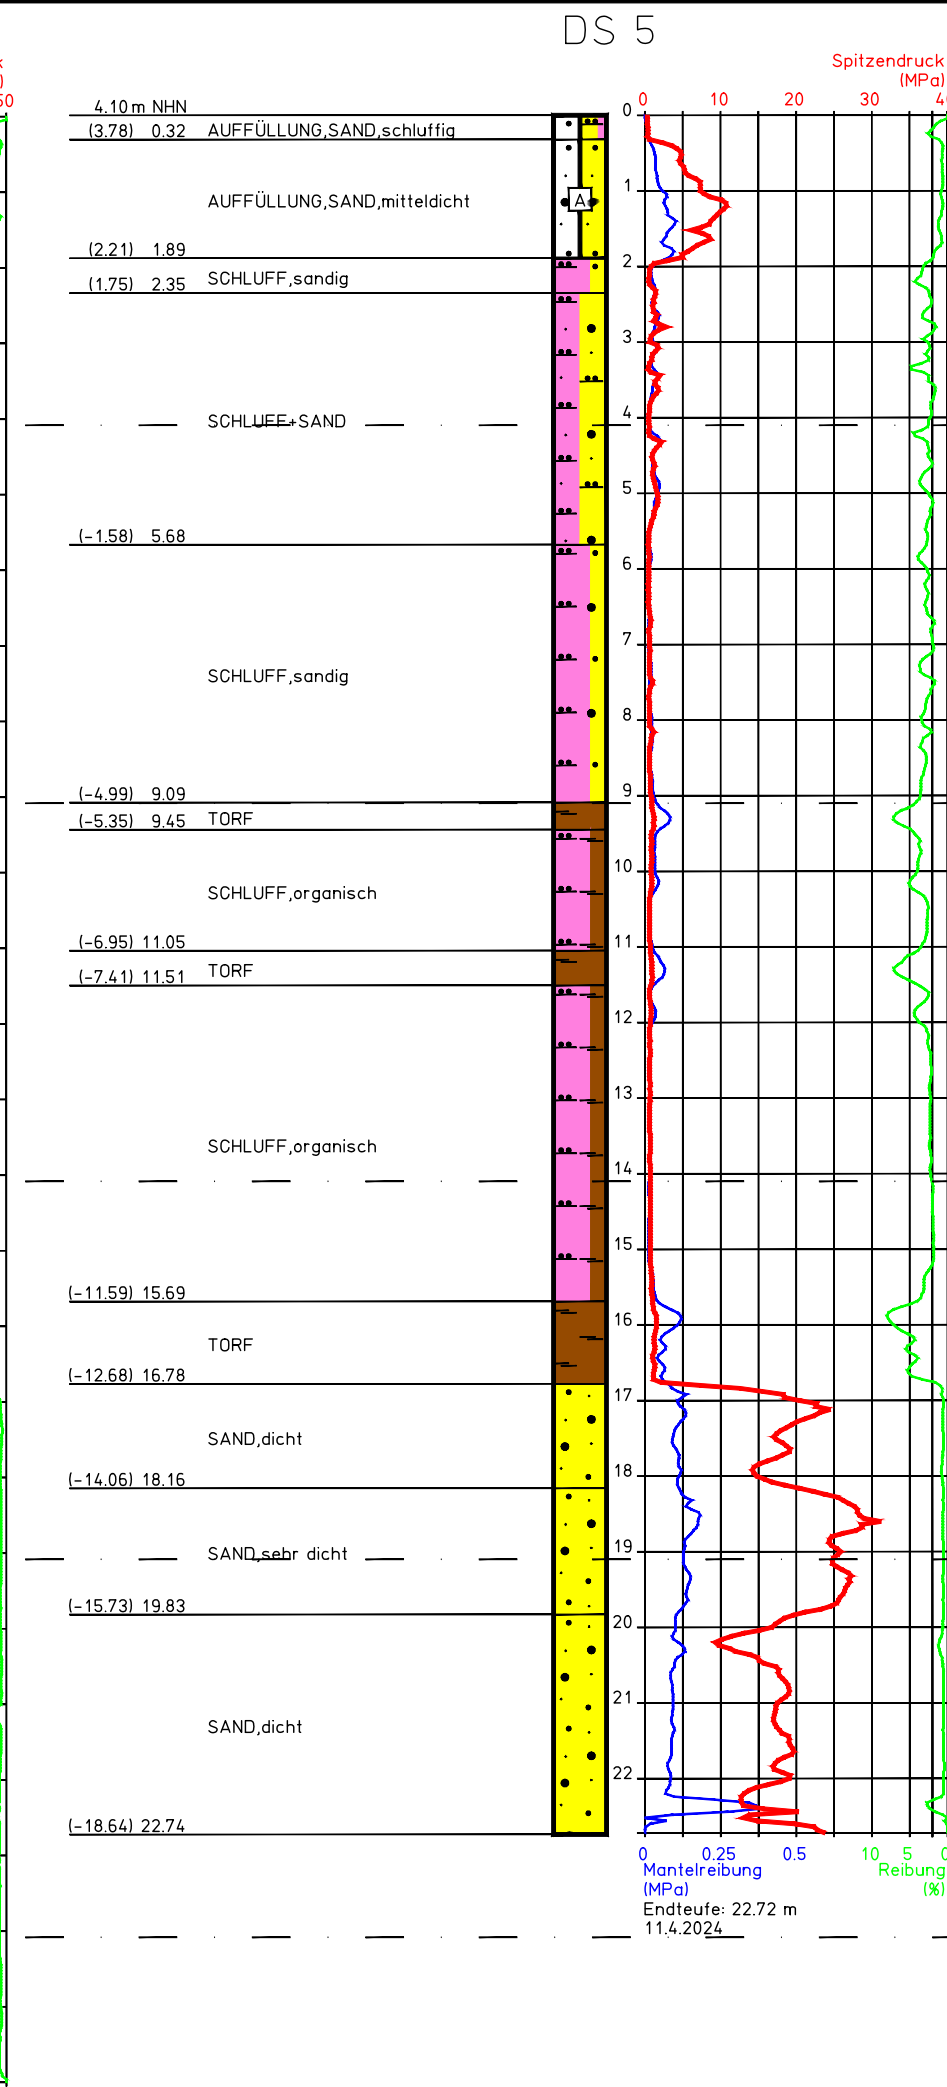 DS 5
Spitzendruck
(MPa)
0 10 20 30
50
4.10 m NHN
(3.78) 0.32 AUFFÜLLUNG,SAND,schluffig
AUFFÜLLUNG,SAND,mitteldicht
A
(2.21) 1.89
(1.75) 2.35 SCHLUFF,sandig
SCHLUFF+SAND
(-1.58) 5.68
SCHLUFF,sandig
(-4.99) 9.09
(-5.35) 9.45 TORF
SCHLUFF,organisch
(-6.95) 11.05
(-7.41) 11.51 TORF
SCHLUFF,organisch
(-11.59) 15.69
TORF
(-12.68) 16.78
SAND,dicht
(-14.06) 18.16
SAND,sehr dicht
(-15.73) 19.83
SAND,dicht
(-18.64) 22.74
0
1
2
3
4
5
6
7
8
9
10
11
12
13
14
15
16
17
18
19
20
21
22
0 0.25 0.5 10 5 0
Mantelreibung Reibung
(MPa) (%)
Endteufe: 22.72 m
11.4.2024